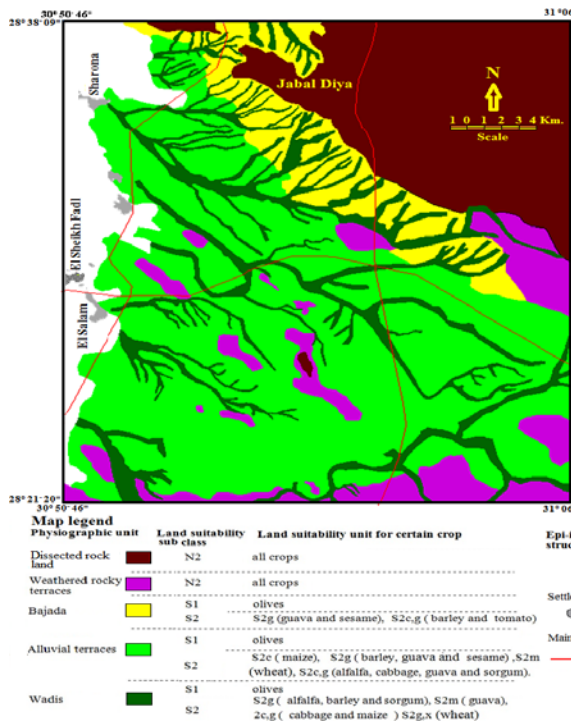 30° 50' 46"
31° 06
28° 38' 09"
Sharona
Jabal Diya
N
1 0 1 2 3 4 Km.
Scale
El Sheikh Fadl
El Salam
28° 21' 20"
30° 50' 46"
31° 0
Map legend
Physiographic unit Land suitability sub class Land suitability unit for certain crop Epi-i
struct
Dissected rock land N2 all crops
Weathered rocky terraces N2 all crops
Settl
Bajada S1 olives
S2 S2g (guava and sesame), S2c,g ( barley and tomato)
Main
Alluvial terraces S1 olives
S2 S2c ( maize), S2g ( barley, guava and sesame) ,S2m
(wheat), S2c,g (alfalfa, cabbage, guava and sorgum).
Wadis S1 olives
S2 S2g ( alfalfa, barley and sorgum), S2m ( guava),
2c,g ( cabbage and maize ) S2g,s (wheat)